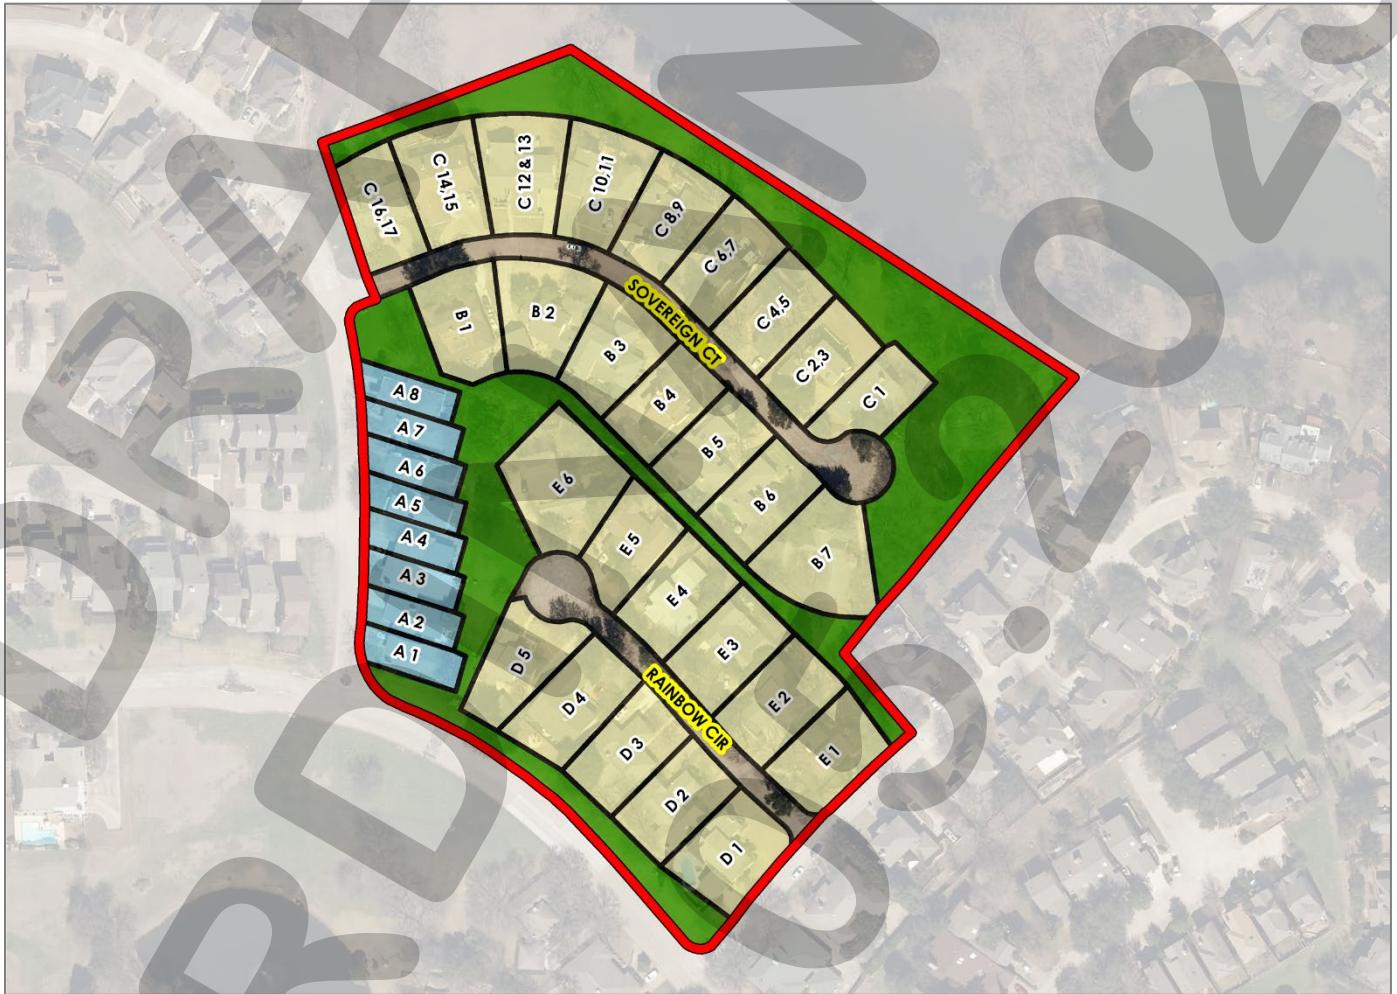 C 16,17
C 14,15
C 12 & 13
C 10,11
C 8,9
C 6,7
C 4,5
C 2,3
C 1
SOVEREIGN CT
B 1
B 2
B 3
B 4
B 5
B 6
B 7
A 8
A 7
A 6
A 5
A 4
A 3
A 2
A 1
E 6
E 5
E 4
E 3
E 2
E 1
RAINBOW CIR
D 5
D 4
D 3
D 2
D 1
DRAF